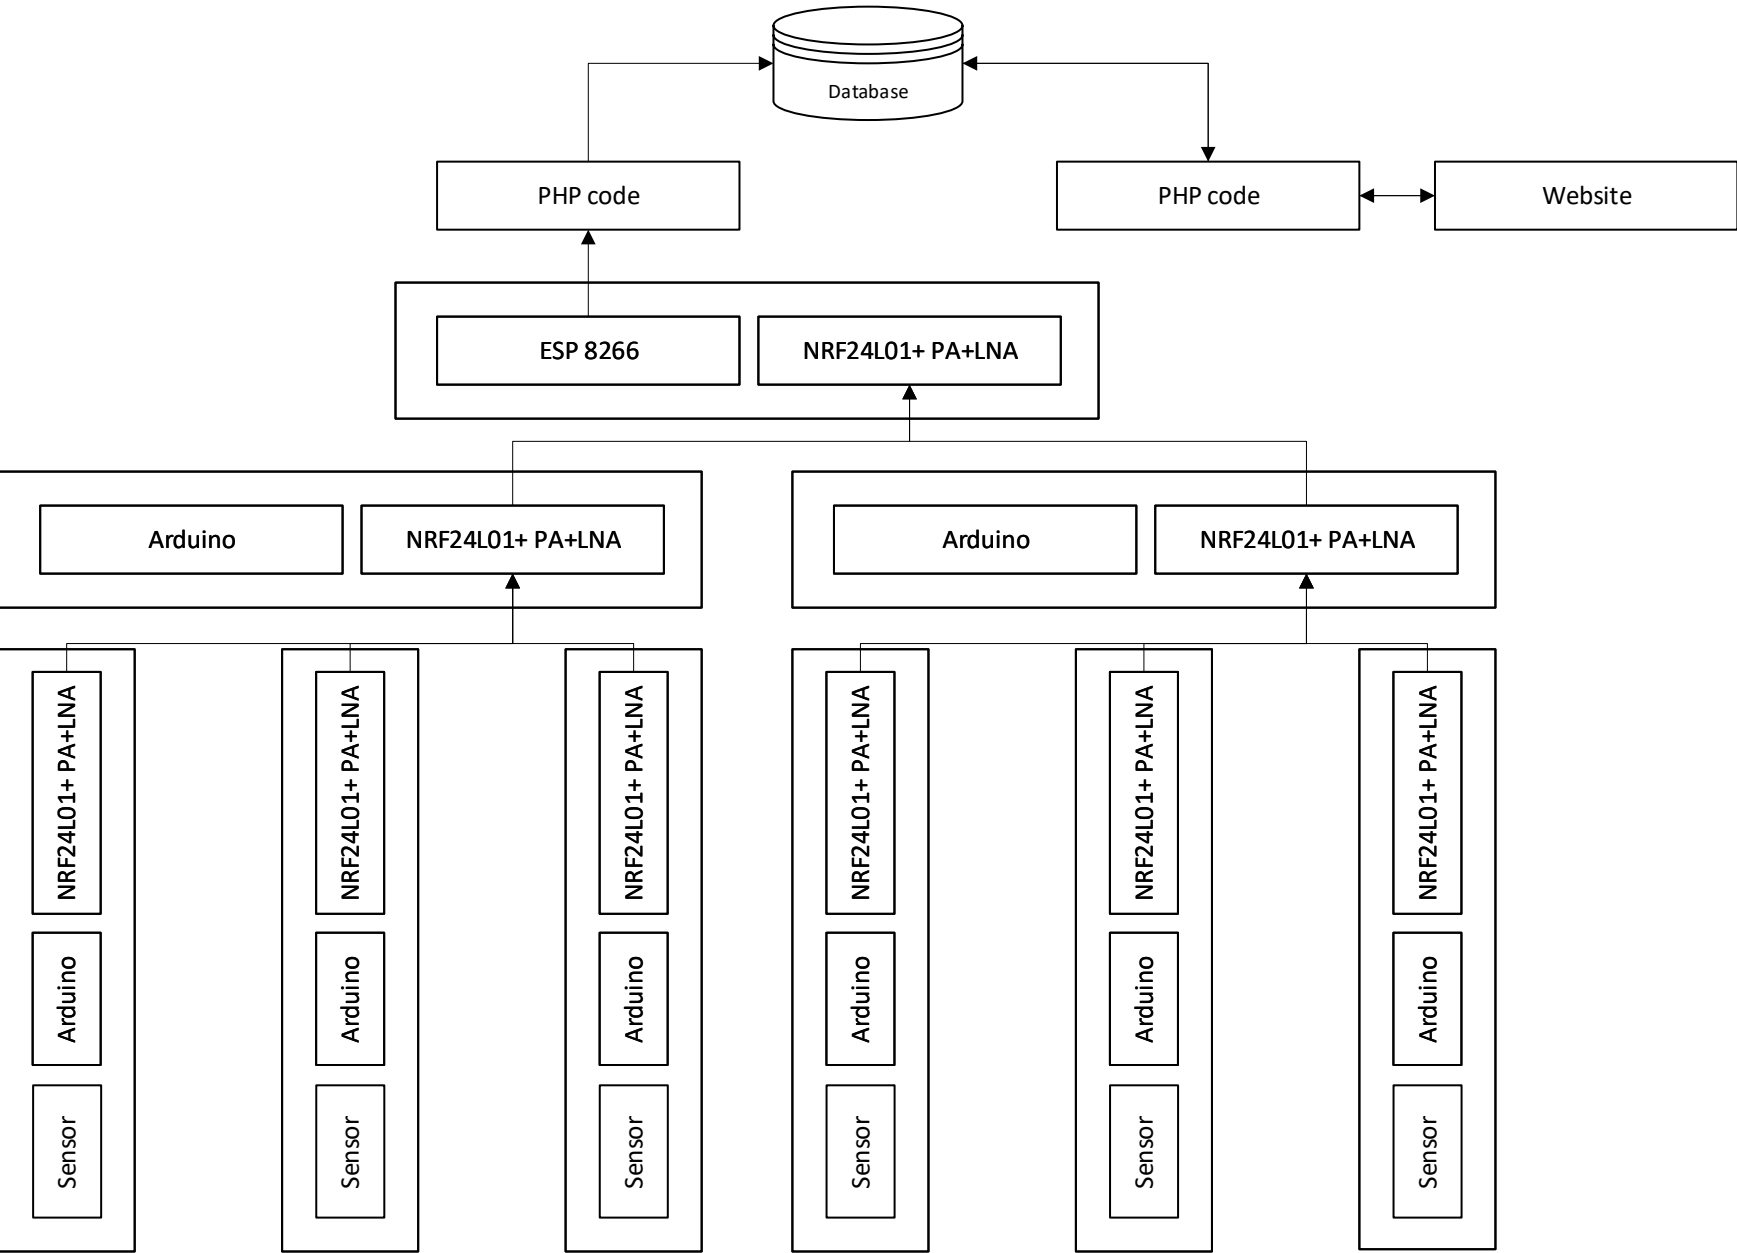 Database
PHP code
PHP code
Website
ESP 8266
NRF24L01+ PA+LNA
Arduino
NRF24L01+ PA+LNA
Arduino
NRF24L01+ PA+LNA
NRF24L01+ PA+LNA
NRF24L01+ PA+LNA
NRF24L01+ PA+LNA
NRF24L01+ PA+LNA
NRF24L01+ PA+LNA
NRF24L01+ PA+LNA
Arduino
Arduino
Arduino
Arduino
Arduino
Arduino
Sensor
Sensor
Sensor
Sensor
Sensor
Sensor